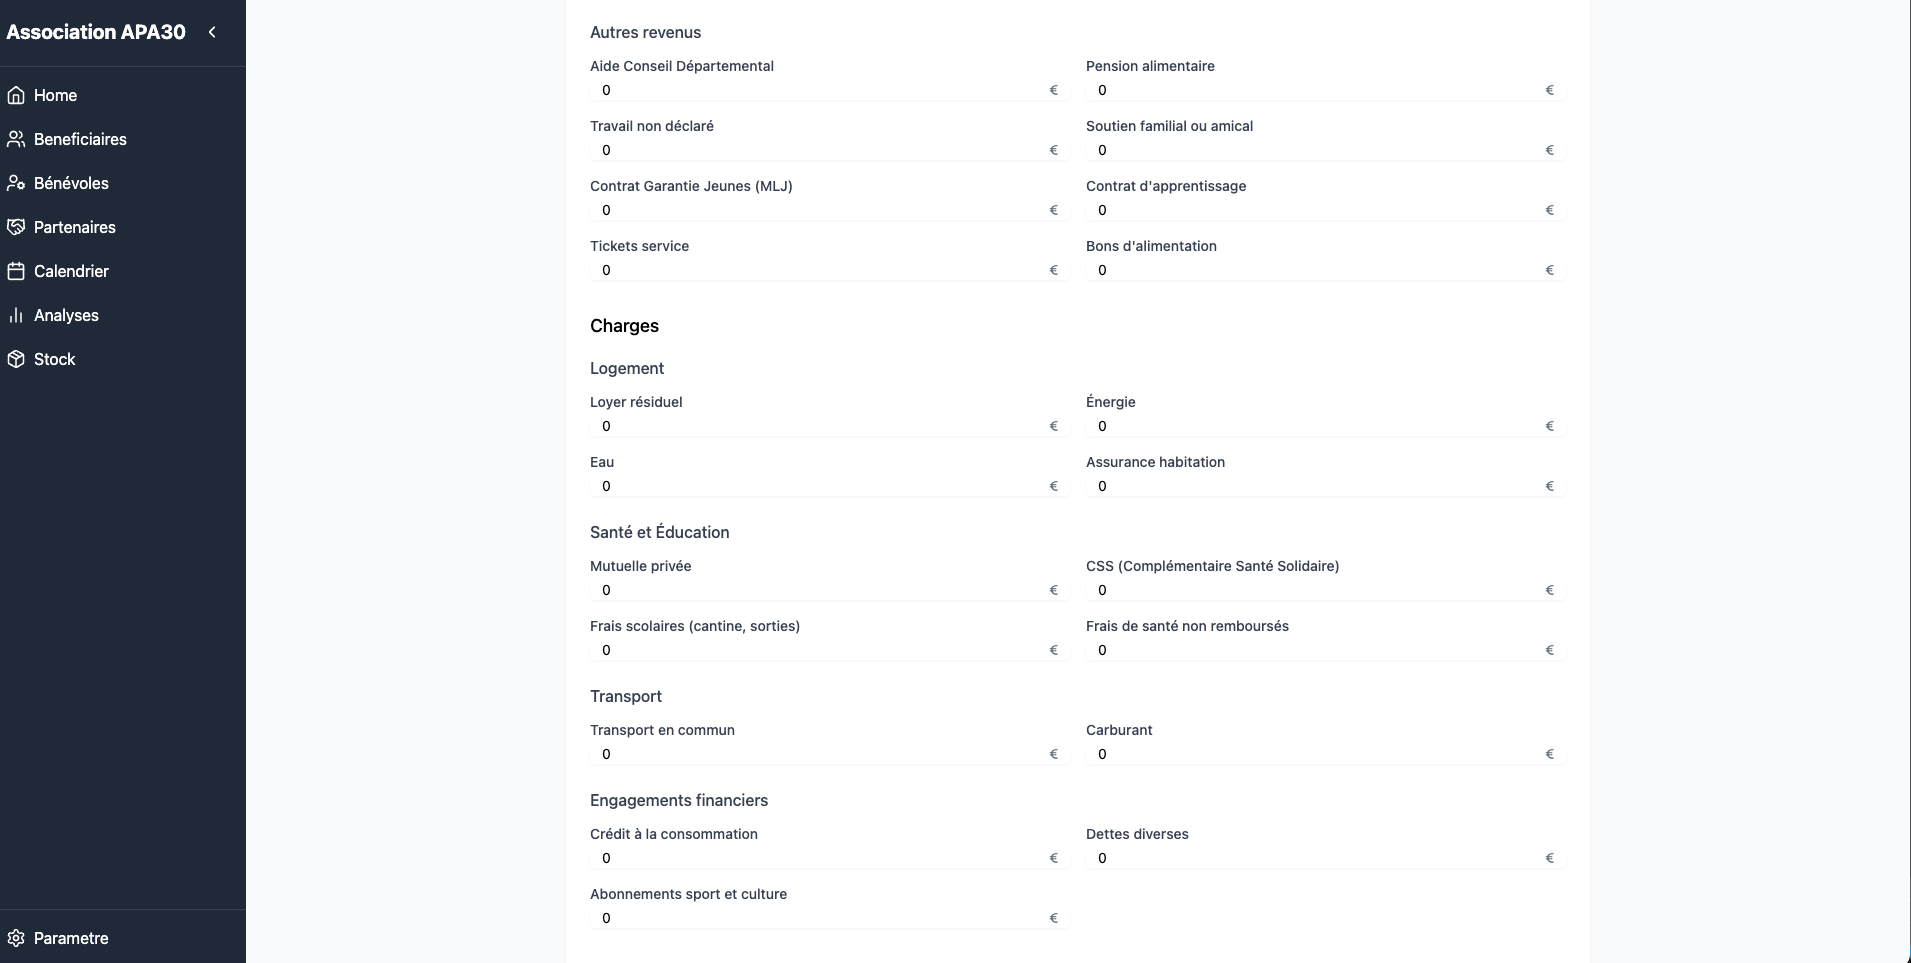 Association APA30
Home
Beneficiaires
Bénévoles
Partenaires
Calendrier
Analyses
Stock
Parametre
Autres revenus
Aide Conseil Départemental
0 €
Pension alimentaire
0 €
Travail non déclaré
0 €
Soutien familial ou amical
0 €
Contrat Garantie Jeunes (MLJ)
0 €
Contrat d'apprentissage
0 €
Tickets service
0 €
Bons d'alimentation
0 €
Charges
Logement
Loyer résiduel
0 €
Énergie
0 €
Eau
0 €
Assurance habitation
0 €
Santé et Éducation
Mutuelle privée
0 €
CSS (Complémentaire Santé Solidaire)
0 €
Frais scolaires (cantine, sorties)
0 €
Frais de santé non remboursés
0 €
Transport
Transport en commun
0 €
Carburant
0 €
Engagements financiers
Crédit à la consommation
0 €
Dettes diverses
0 €
Abonnements sport et culture
0 €